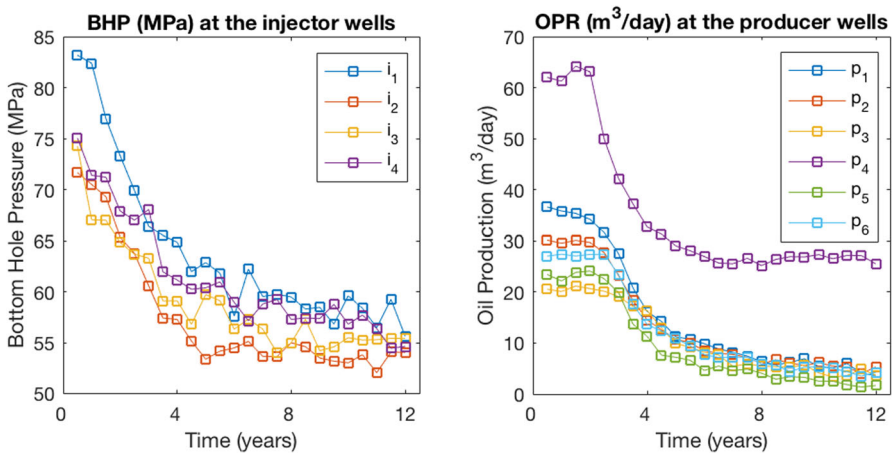 BHP (MPa) at the injector wells
85
80
75
70
65
60
55
50
0
4
8
12
Bottom Hole Pressure (MPa)
Time (years)
i₁
i₂
i₃
i₄
OPR (m³/day) at the producer wells
70
60
50
40
30
20
10
0
0
4
8
12
Oil Production (m³/day)
Time (years)
p₁
p₂
p₃
p₄
p₅
p₆